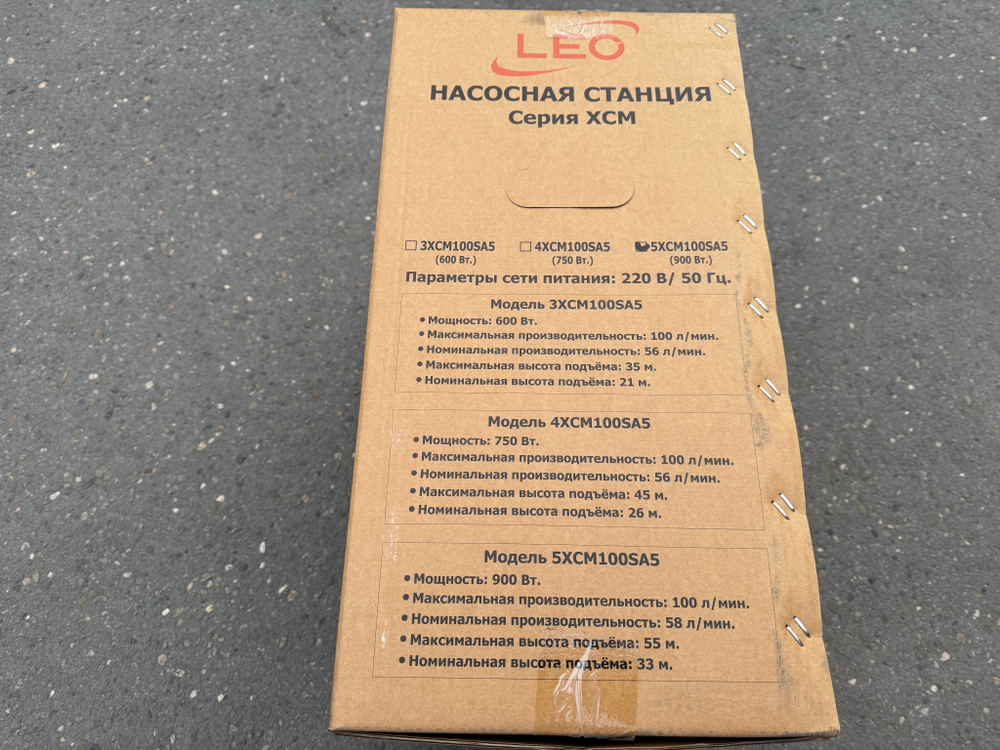 LEO
НАСОСНАЯ СТАНЦИЯ
Серия XCM
3XCM100SA5 4XCM100SA5 5XCM100SA5
(600 Вт.) (750 Вт.) (900 Вт.)
Параметры сети питания: 220 В/ 50 Гц.
Модель 3XCM100SA5
• Мощность: 600 Вт.
• Максимальная производительность: 100 л/мин.
• Номинальная производительность: 56 л/мин.
• Максимальная высота подъёма: 35 м.
• Номинальная высота подъёма: 21 м.
Модель 4XCM100SA5
• Мощность: 750 Вт.
• Максимальная производительность: 100 л/мин.
• Номинальная производительность: 56 л/мин.
• Максимальная высота подъёма: 45 м.
• Номинальная высота подъёма: 26 м.
Модель 5XCM100SA5
• Мощность: 900 Вт.
• Максимальная производительность: 100 л/мин.
• Номинальная производительность: 58 л/мин.
• Максимальная высота подъёма: 55 м.
• Номинальная высота подъёма: 33 м.